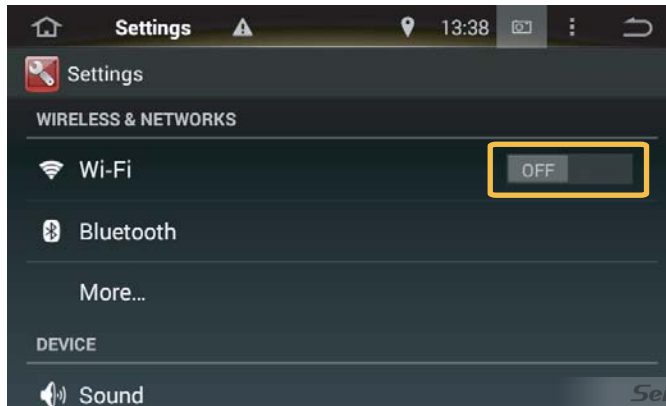 Settings
13:38
Settings
WIRELESS & NETWORKS
Wi-Fi
OFF
Bluetooth
More...
DEVICE
Sound